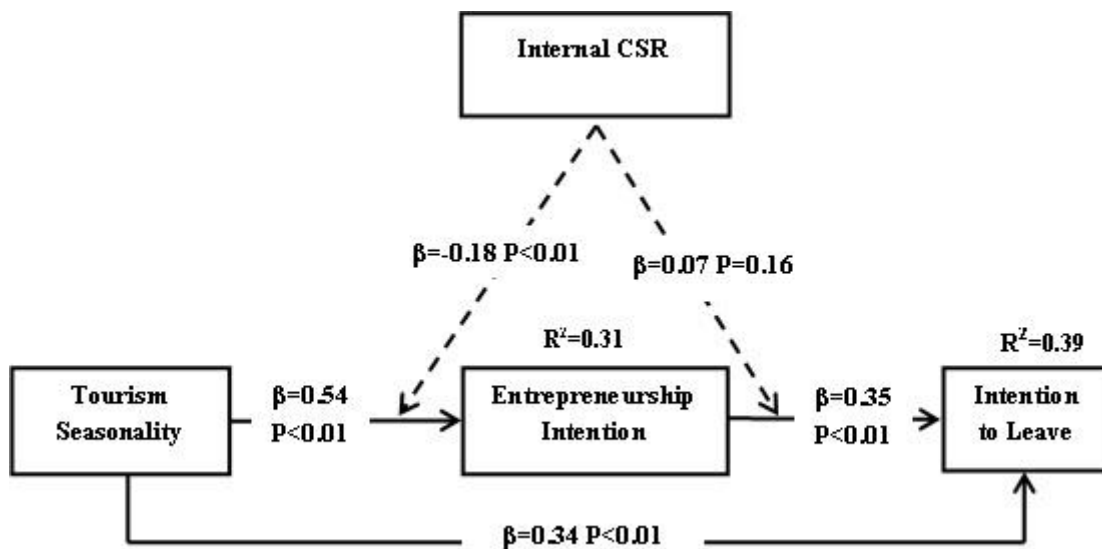 Internal CSR
β=-0.18 P<0.01
β=0.07 P=0.16
R²=0.31
R²=0.39
Tourism
Seasonality
β=0.54
P<0.01
Entrepreneurship
Intention
β=0.35
P<0.01
Intention
to Leave
β=0.34 P<0.01